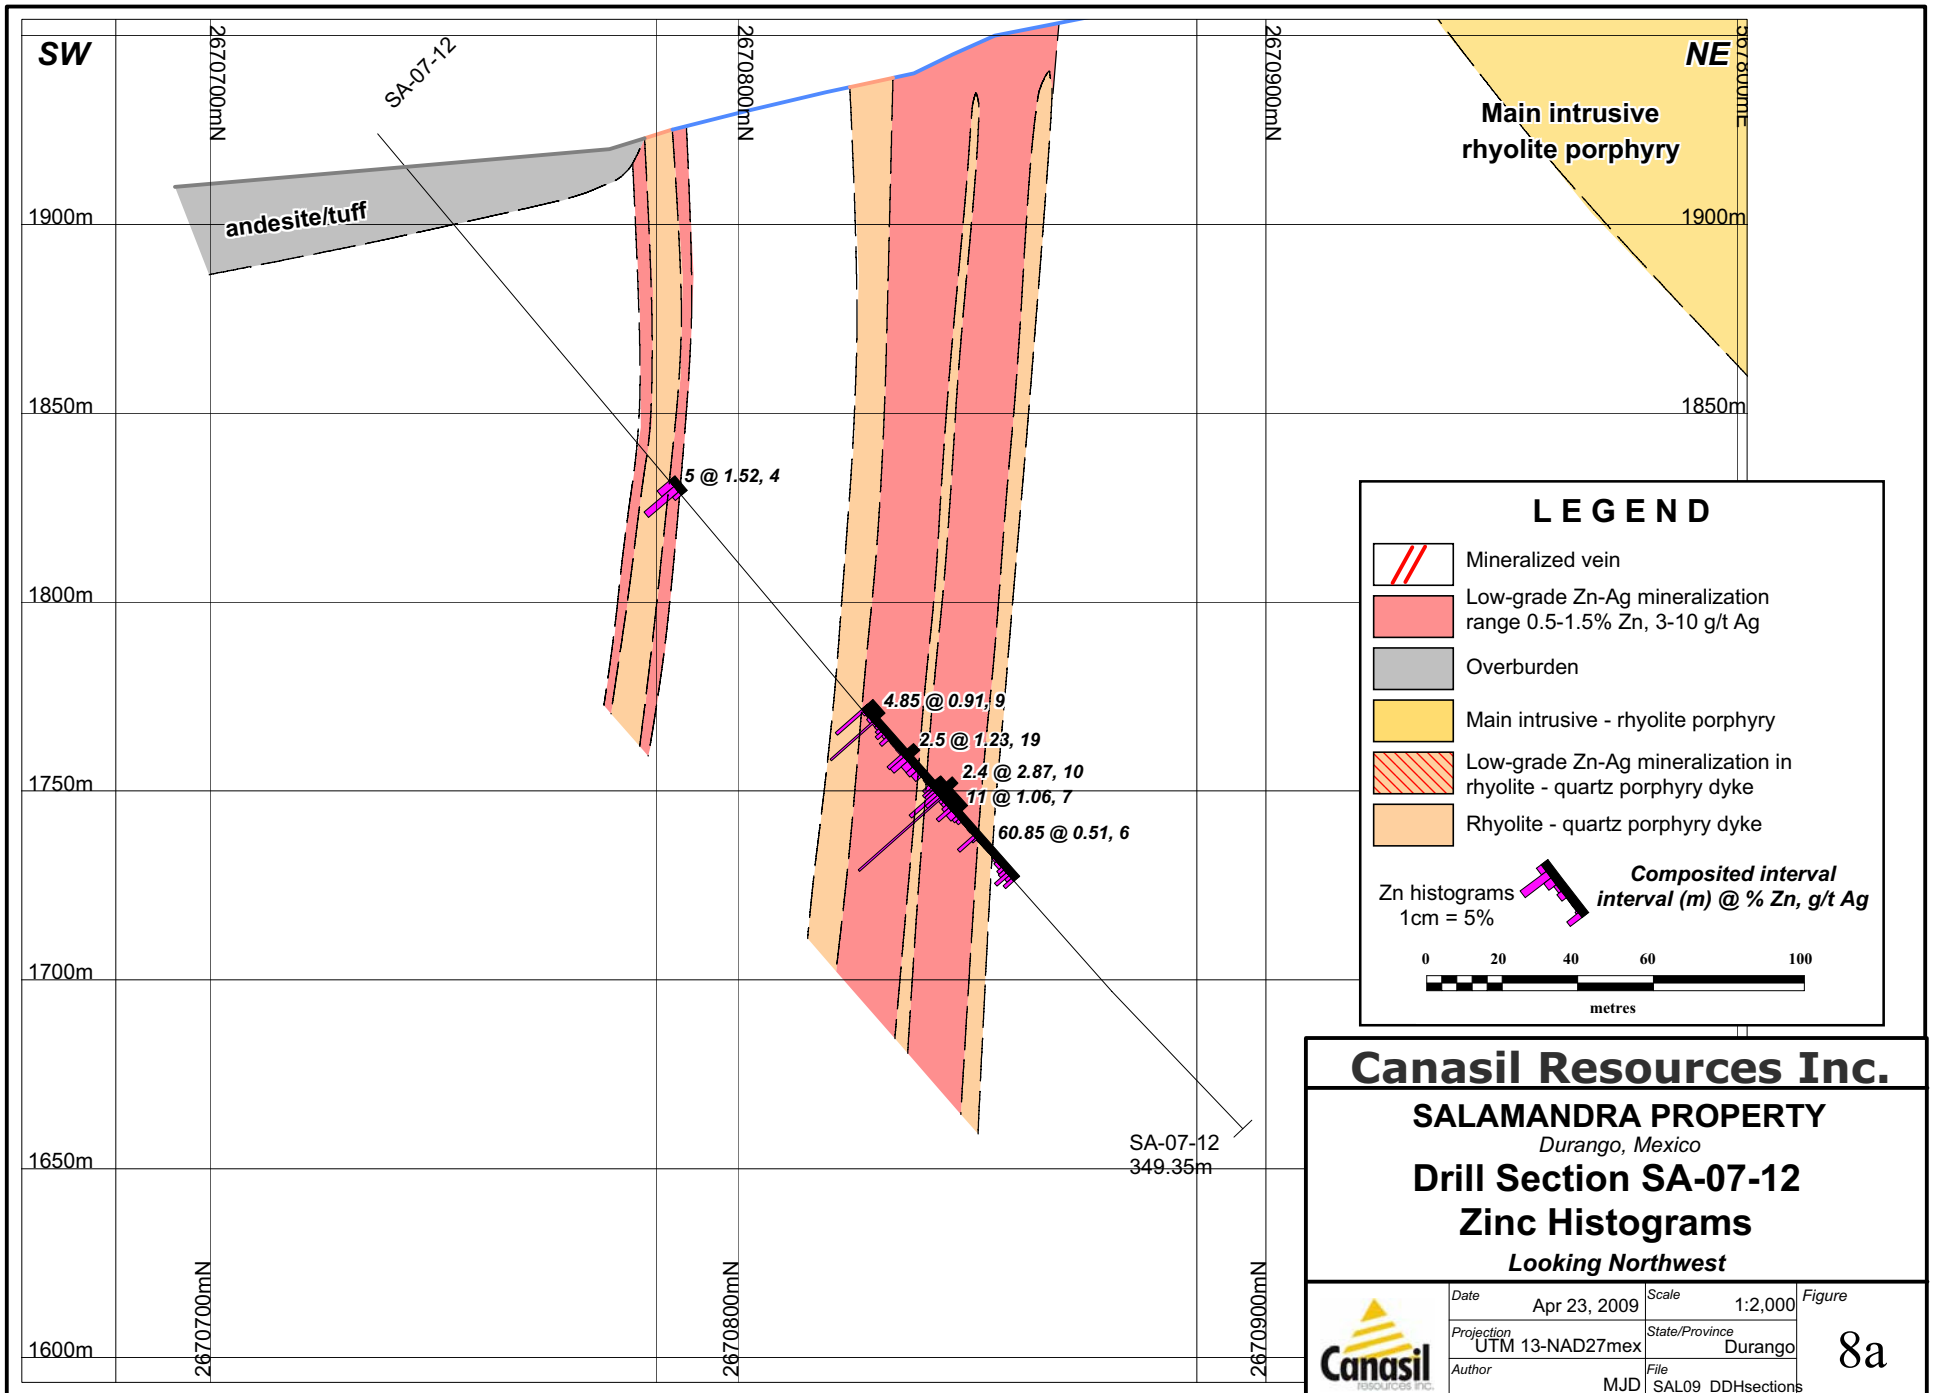 SW
SA-07-12
2670700mN
2670800mN
2670900mN
NE
Main intrusive
rhyolite porphyry
andesite/tuff
1900m
1900m
1850m
1850m
5 @ 1.52, 4
1800m
4.85 @ 0.91, 9
2.5 @ 1.23, 19
2.4 @ 2.87, 10
11 @ 1.06, 7
60.85 @ 0.51, 6
1750m
1700m
1650m
1600m
SA-07-12
349.35m
2670700mN
2670800mN
2670900mN
LEGEND
Mineralized vein
Low-grade Zn-Ag mineralization
range 0.5-1.5% Zn, 3-10 g/t Ag
Overburden
Main intrusive - rhyolite porphyry
Low-grade Zn-Ag mineralization in
rhyolite - quartz porphyry dyke
Rhyolite - quartz porphyry dyke
Zn histograms
1cm = 5%
Composited interval
interval (m) @ % Zn, g/t Ag
0 20 40 60 100
metres
Canasil Resources Inc.
SALAMANDRA PROPERTY
Durango, Mexico
Drill Section SA-07-12
Zinc Histograms
Looking Northwest
Canasil
resources inc.
Date Apr 23, 2009
Scale 1:2,000
Projection UTM 13-NAD27mex
State/Province Durango
Author MJD
File SAL09_DDHsections
Figure
8a